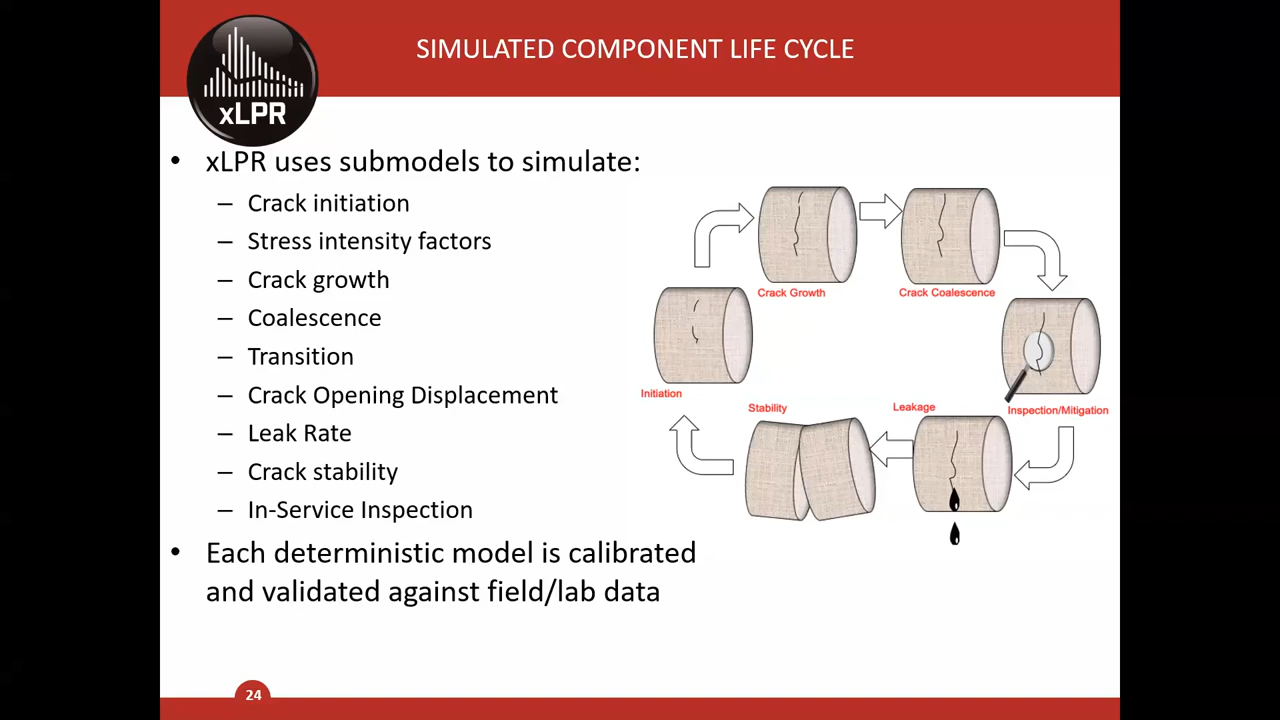 SIMULATED COMPONENT LIFE CYCLE
xLPR
• xLPR uses submodels to simulate:
– Crack initiation
– Stress intensity factors
– Crack growth
– Coalescence
– Transition
– Crack Opening Displacement
– Leak Rate
– Crack stability
– In-Service Inspection
• Each deterministic model is calibrated
and validated against field/lab data
Crack Growth
Crack Coalescence
Initiation
Stability
Leakage
Inspection/Mitigation
24